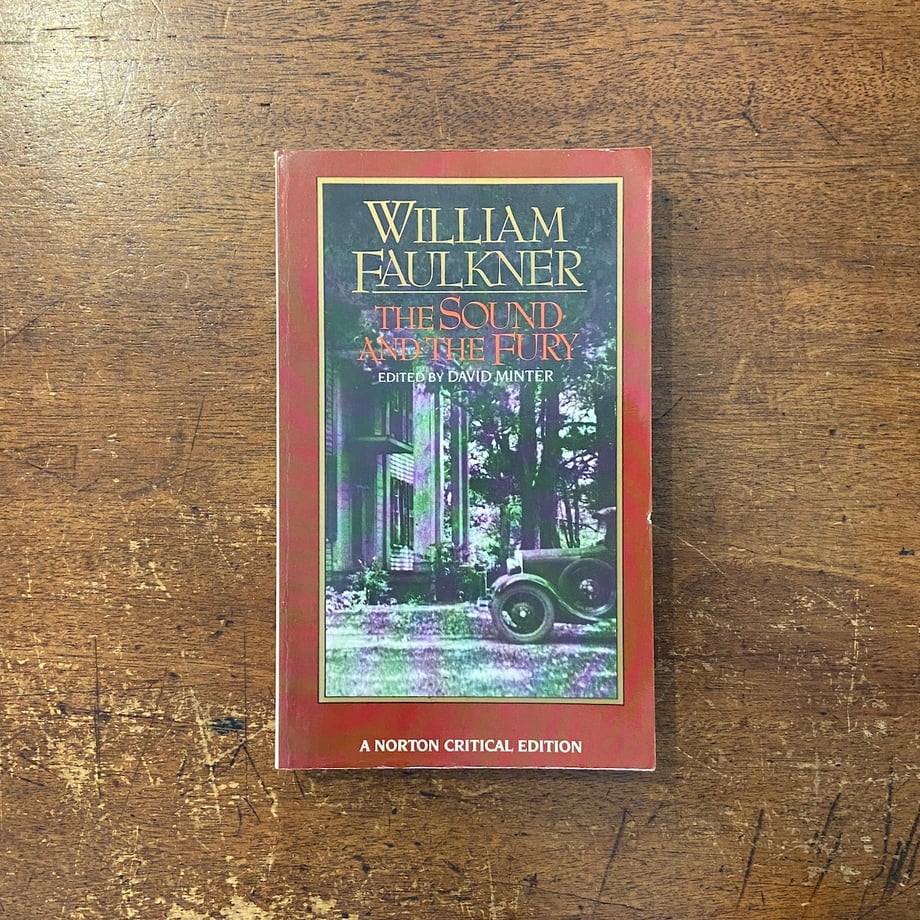 WILLIAM
FAULKNER
THE SOUND
AND THE FURY
EDITED BY DAVID MINTER
A NORTON CRITICAL EDITION